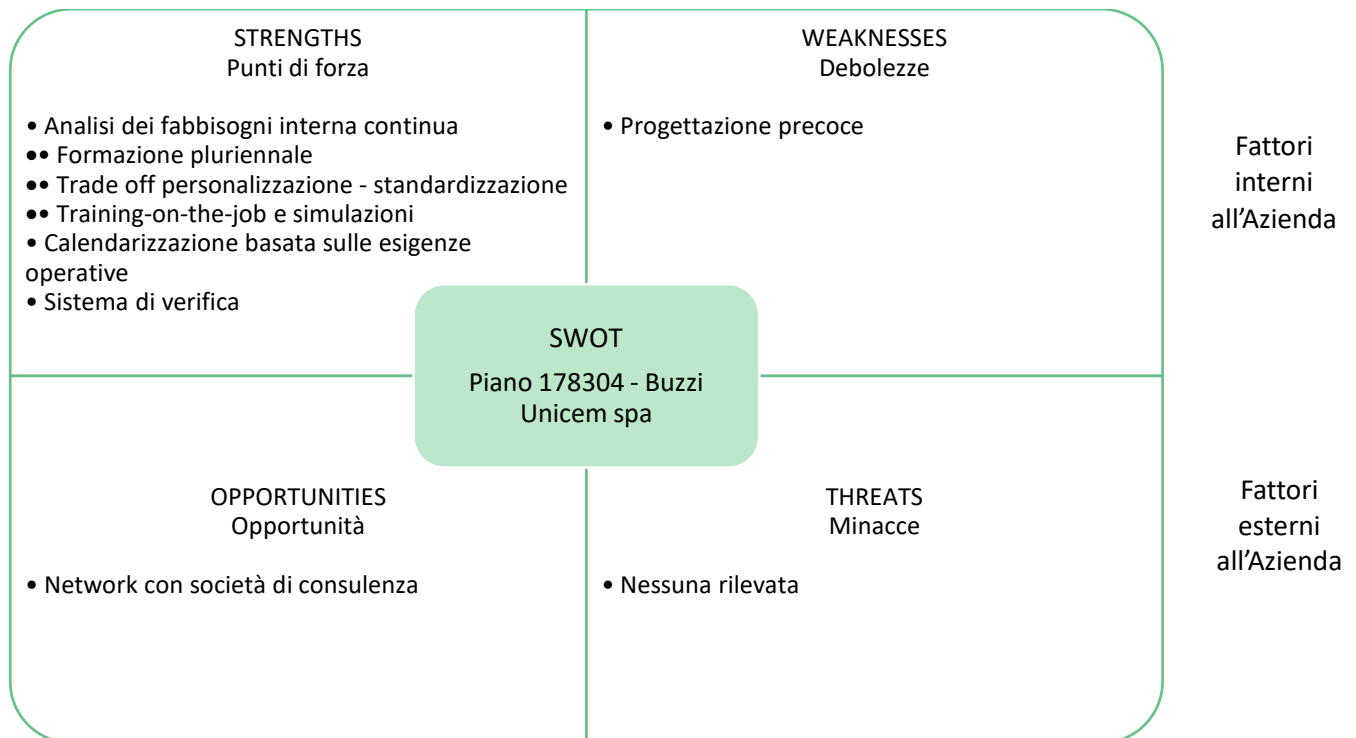 STRENGTHS
Punti di forza
• Analisi dei fabbisogni interna continua
•• Formazione pluriennale
•• Trade off personalizzazione - standardizzazione
•• Training-on-the-job e simulazioni
• Calendarizzazione basata sulle esigenze
operative
• Sistema di verifica
WEAKNESSES
Debolezze
• Progettazione precoce
Fattori
interni
all’Azienda
SWOT
Piano 178304 - Buzzi
Unicem spa
OPPORTUNITIES
Opportunità
• Network con società di consulenza
THREATS
Minacce
• Nessuna rilevata
Fattori
esterni
all’Azienda